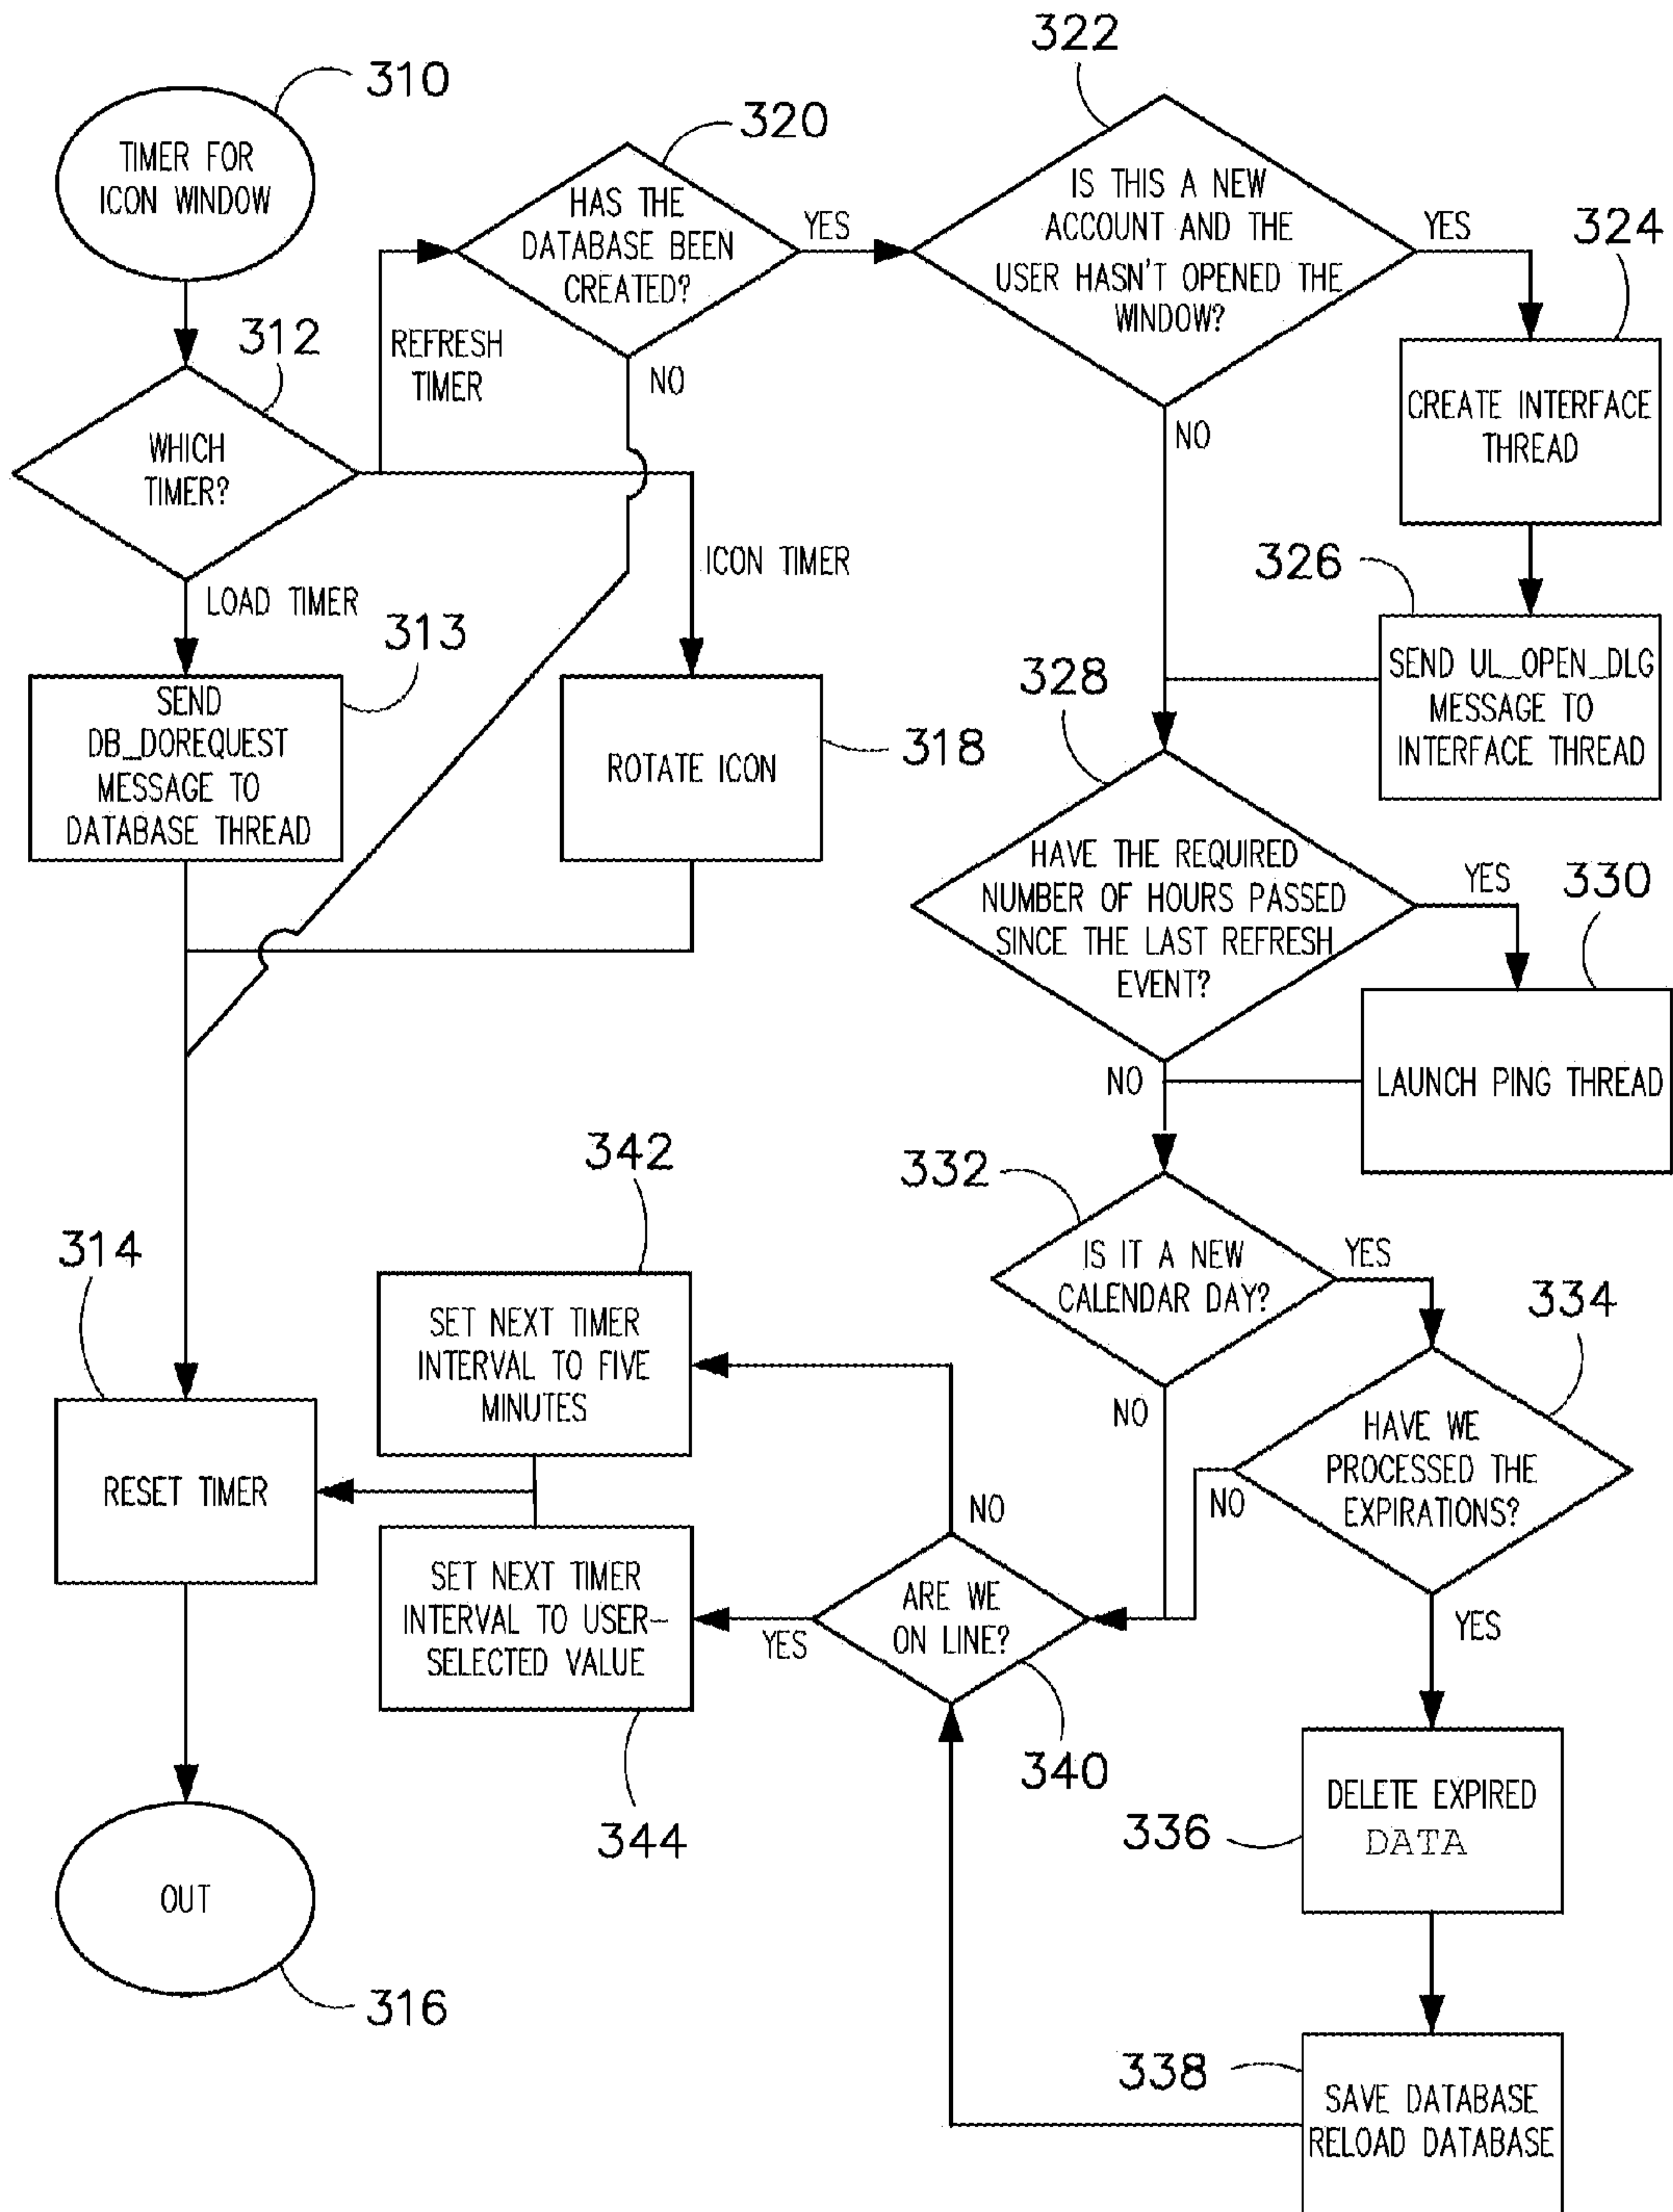 310
TIMER FOR
ICON WINDOW
312
WHICH
TIMER?
REFRESH
TIMER
ICON TIMER
LOAD TIMER
313
SEND
DB_DOREQUEST
MESSAGE TO
DATABASE THREAD
318
ROTATE ICON
320
HAS THE
DATABASE BEEN
CREATED?
YES
NO
322
IS THIS A NEW
ACCOUNT AND THE
USER HASN'T OPENED THE
WINDOW?
YES
NO
324
CREATE INTERFACE
THREAD
326
SEND UL_OPEN_DLG
MESSAGE TO
INTERFACE THREAD
328
HAVE THE REQUIRED
NUMBER OF HOURS PASSED
SINCE THE LAST REFRESH
EVENT?
YES
NO
330
LAUNCH PING THREAD
332
IS IT A NEW
CALENDAR DAY?
YES
NO
334
HAVE WE
PROCESSED THE
EXPIRATIONS?
NO
YES
336
DELETE EXPIRED
DATA
338
SAVE DATABASE
RELOAD DATABASE
340
ARE WE
ON LINE?
NO
YES
342
SET NEXT TIMER
INTERVAL TO FIVE
MINUTES
344
SET NEXT TIMER
INTERVAL TO USER-
SELECTED VALUE
314
RESET TIMER
316
OUT